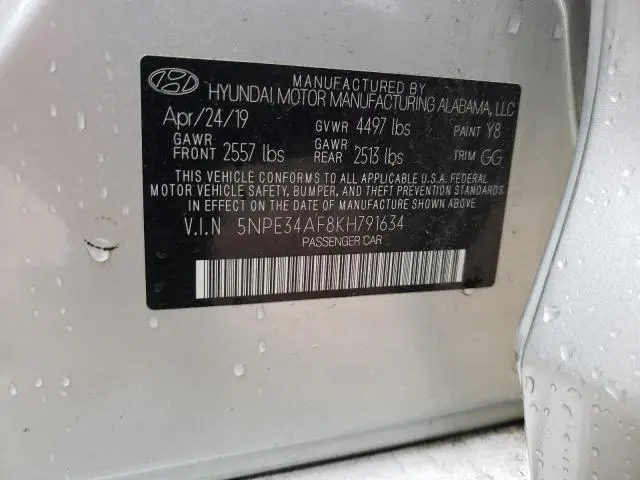 MANUFACTURED BY
HYUNDAI MOTOR MANUFACTURING ALABAMA, LLC
Apr/24/19 GVWR 4497 lbs PAINT Y8
GAWR FRONT 2557 lbs GAWR REAR 2513 lbs TRIM GG
THIS VEHICLE CONFORMS TO ALL APPLICABLE U.S.A. FEDERAL
MOTOR VEHICLE SAFETY, BUMPER, AND THEFT PREVENTION STANDARDS
IN EFFECT ON THE DATE OF MANUFACTURE SHOWN ABOVE.
V.I.N 5NPE34AF8KH791634
PASSENGER CAR